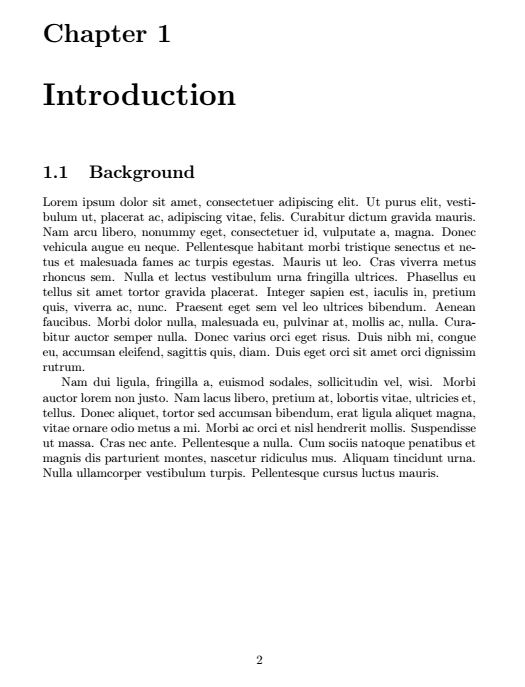 Chapter 1
Introduction
1.1 Background
Lorem ipsum dolor sit amet, consectetuer adipiscing elit. Ut purus elit, vesti-
bulum ut, placerat ac, adipiscing vitae, felis. Curabitur dictum gravida mauris.
Nam arcu libero, nonummy eget, consectetuer id, vulputate a, magna. Donec
vehicula augue eu neque. Pellentesque habitant morbi tristique senectus et ne-
tus et malesuada fames ac turpis egestas. Mauris ut leo. Cras viverra metus
rhoncus sem. Nulla et lectus vestibulum urna fringilla ultrices. Phasellus eu
tellus sit amet tortor gravida placerat. Integer sapien est, iaculis in, pretium
quis, viverra ac, nunc. Praesent eget sem vel leo ultrices bibendum. Aenean
faucibus. Morbi dolor nulla, malesuada eu, pulvinar at, mollis ac, nulla. Cura-
bitur auctor semper nulla. Donec varius orci eget risus. Duis nibh mi, congue
eu, accumsan eleifend, sagittis quis, diam. Duis eget orci sit amet orci dignissim
rutrum.
Nam dui ligula, fringilla a, euismod sodales, sollicitudin vel, wisi. Morbi
auctor lorem non justo. Nam lacus libero, pretium at, lobortis vitae, ultricies et,
tellus. Donec aliquet, tortor sed accumsan bibendum, erat ligula aliquet magna,
vitae ornare odio metus a mi. Morbi ac orci et nisl hendrerit mollis. Suspendisse
ut massa. Cras nec ante. Pellentesque a nulla. Cum sociis natoque penatibus et
magnis dis parturient montes, nascetur ridiculus mus. Aliquam tincidunt urna.
Nulla ullamcorper vestibulum turpis. Pellentesque cursus luctus mauris.
2